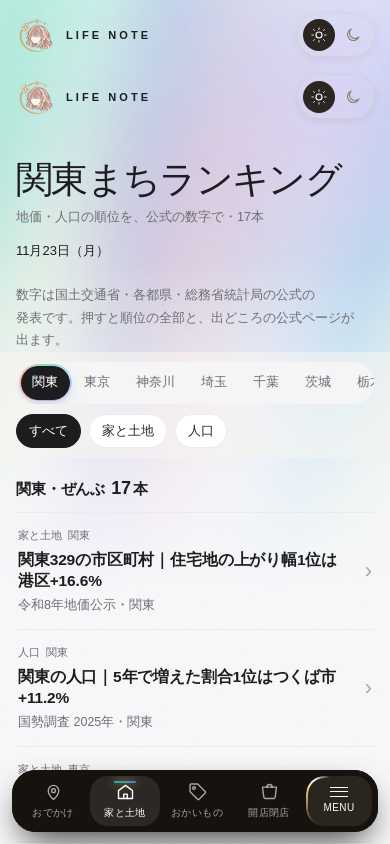 LIFE NOTE
LIFE NOTE
関東まちランキング
地価・人口の順位を、公式の数字で・17本
11月23日（月）
数字は国土交通省・各都県・総務省統計局の公式の
発表です。押すと順位の全部と、出どころの公式ページが
出ます。
関東 東京 神奈川 埼玉 千葉 茨城 栃木
すべて 家と土地 人口
関東・ぜんぶ 17本
家と土地 関東
関東329の市区町村｜住宅地の上がり幅1位は
港区+16.6%
令和8年地価公示・関東
人口 関東
関東の人口｜5年で増えた割合1位はつくば市
+11.2%
国勢調査 2025年・関東
家と土地 東京
おでかけ 家と土地 おかいもの 開店閉店 MENU